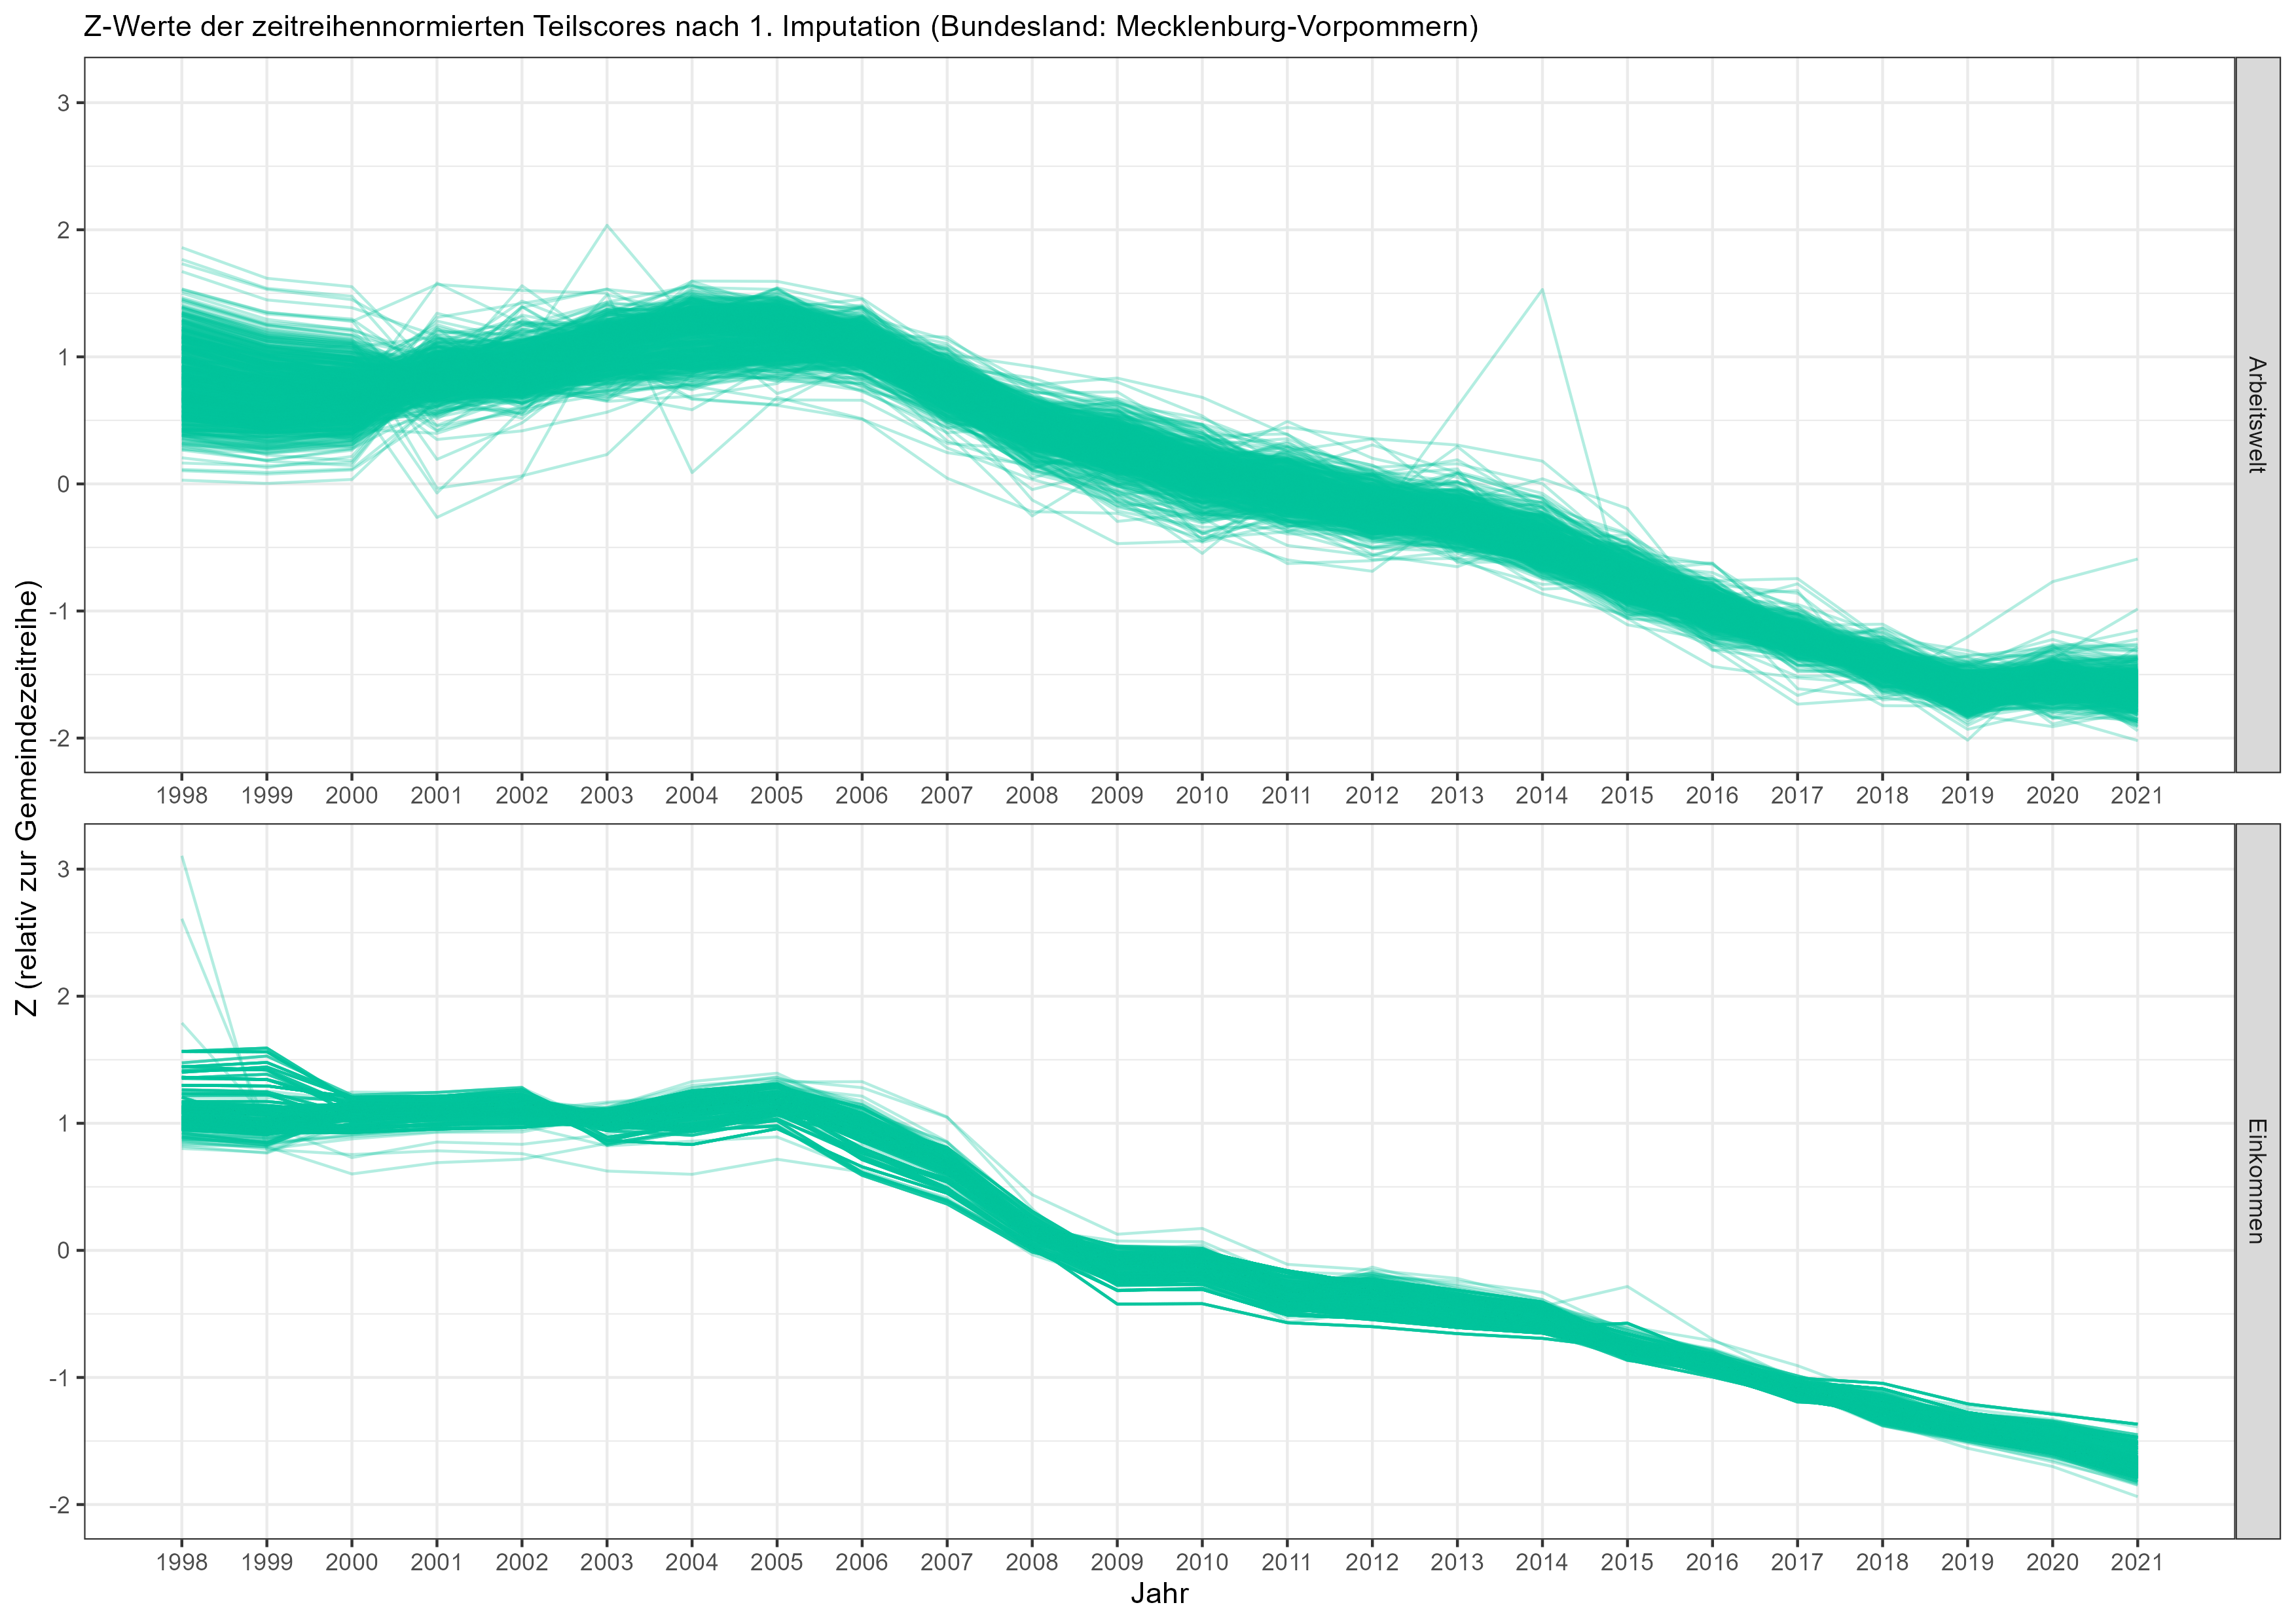 Z-Werte der zeitreihennormierten Teilscores nach 1. Imputation (Bundesland: Mecklenburg-Vorpommern)
Z (relativ zur Gemeindezeitreihe)
3
2
1
0
-1
-2
Arbeitswelt
1998 1999 2000 2001 2002 2003 2004 2005 2006 2007 2008 2009 2010 2011 2012 2013 2014 2015 2016 2017 2018 2019 2020 2021
3
2
1
0
-1
-2
Einkommen
1998 1999 2000 2001 2002 2003 2004 2005 2006 2007 2008 2009 2010 2011 2012 2013 2014 2015 2016 2017 2018 2019 2020 2021
Jahr